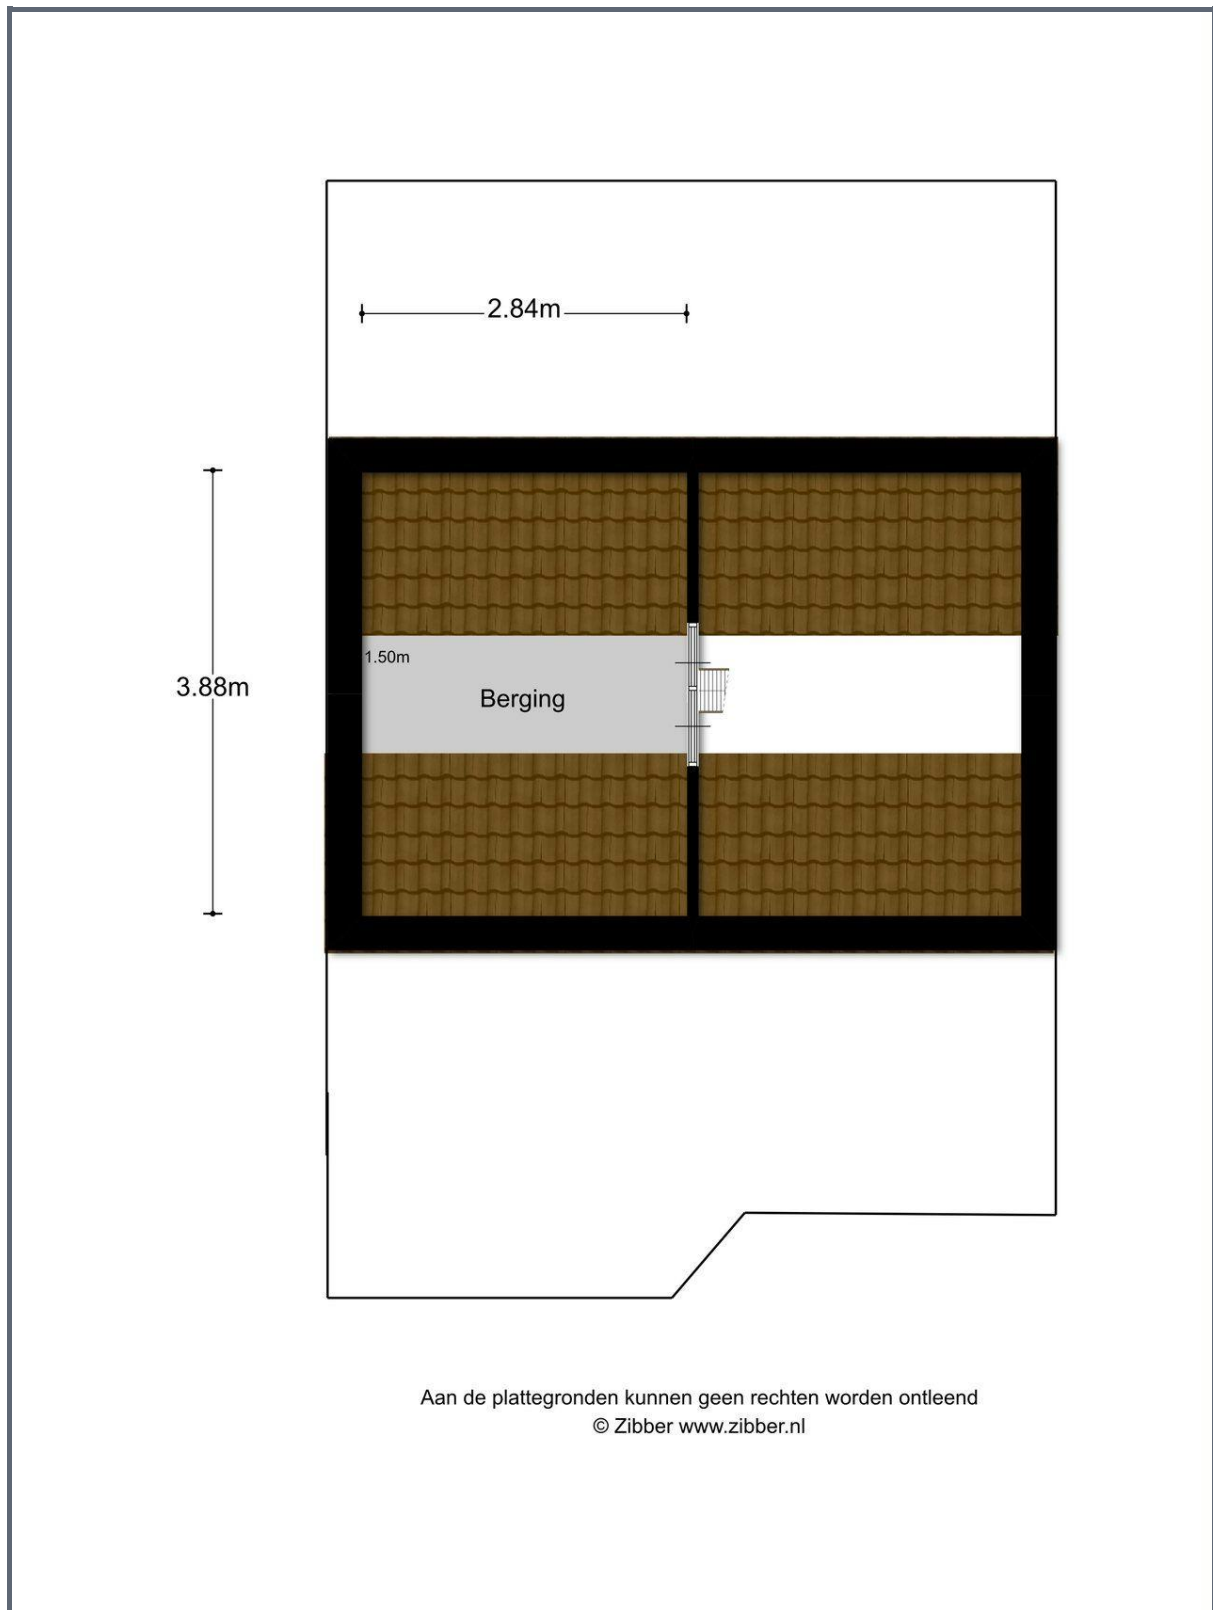 2.84m
3.88m
1.50m
Berging
Aan de plattegronden kunnen geen rechten worden ontleend
© Zibber www.zibber.nl